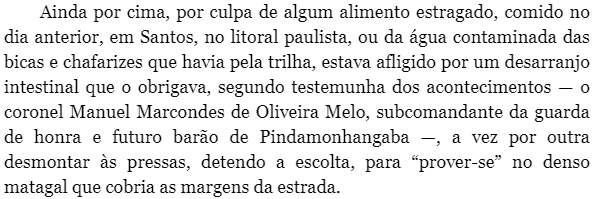 Ainda por cima, por culpa de algum alimento estragado, comido no
dia anterior, em Santos, no litoral paulista, ou da água contaminada das
bicas e chafarizes que havia pela trilha, estava afligido por um desarranjo
intestinal que o obrigava, segundo testemunha dos acontecimentos — o
coronel Manuel Marcondes de Oliveira Melo, subcomandante da guarda
de honra e futuro barão de Pindamonhangaba —, a vez por outra
desmontar às pressas, detendo a escolta, para “prover-se” no denso
matagal que cobria as margens da estrada.